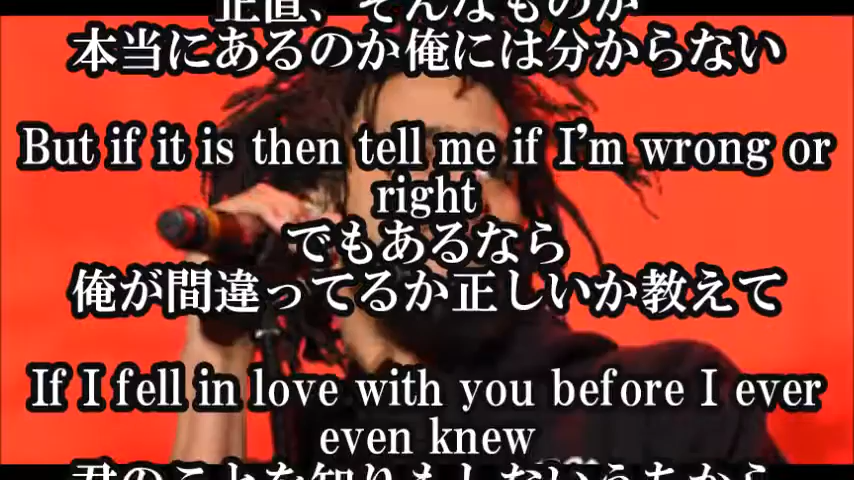 正直、そんなものが
本当にあるのか俺には分からない
But if it is then tell me if I'm wrong or
right
でもあるなら
俺が間違ってるか正しいか教えて
If I fell in love with you before I ever
even knew
君のことを知りもしないうちから